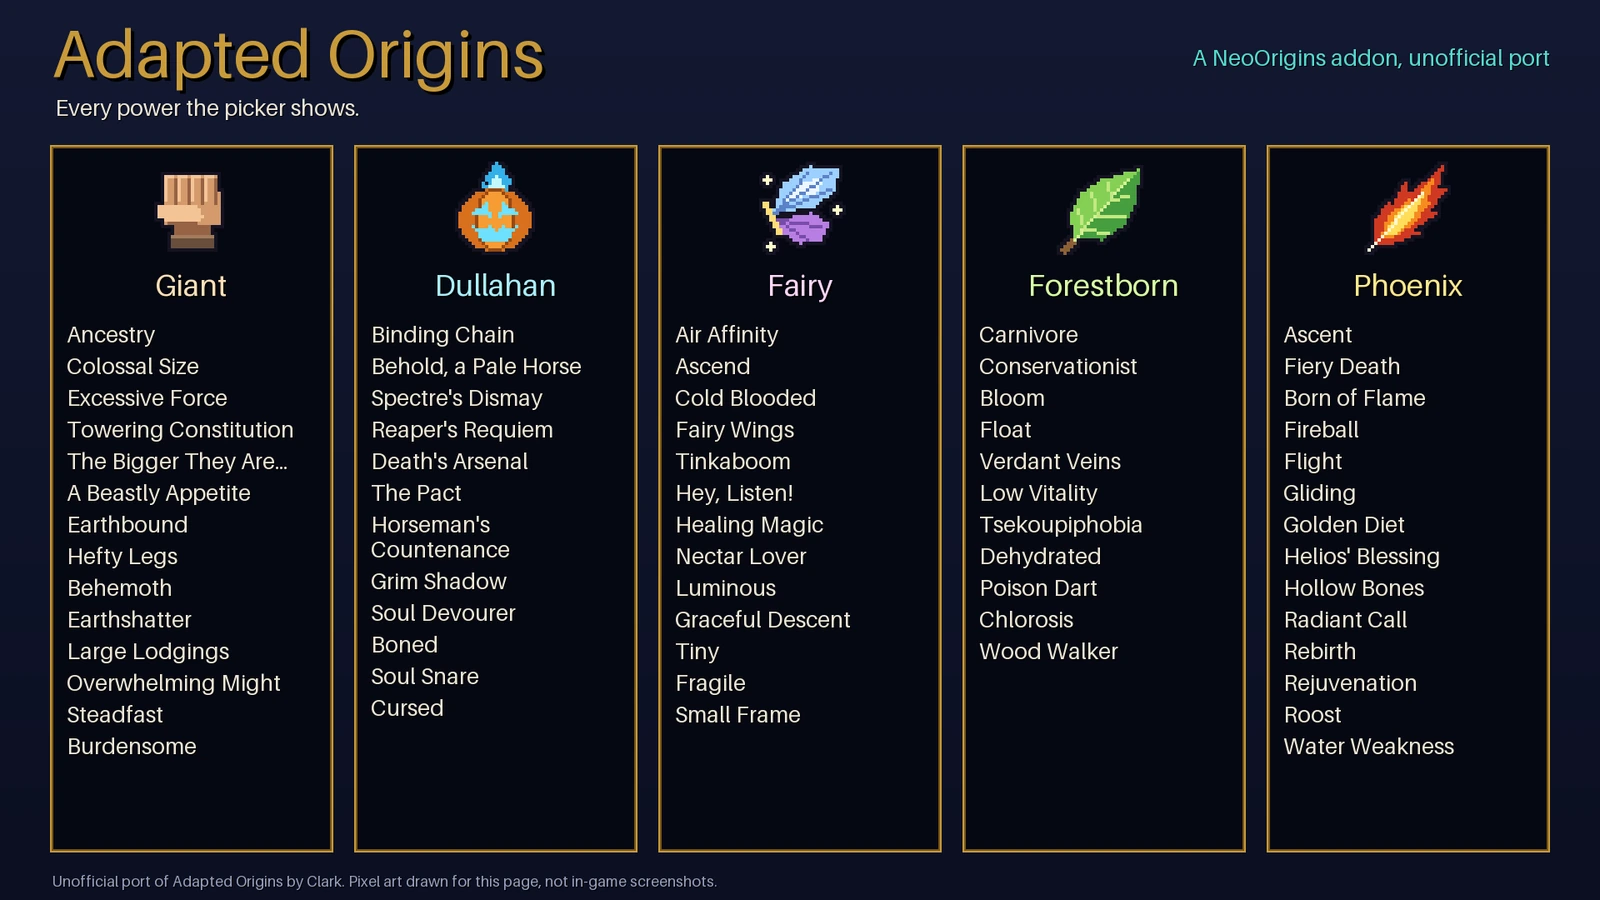 Adapted Origins
A NeoOrigins addon, unofficial port
Every power the picker shows.
Giant
Ancestry
Colossal Size
Excessive Force
Towering Constitution
The Bigger They Are...
A Beastly Appetite
Earthbound
Hefty Legs
Behemoth
Earthshatter
Large Lodgings
Overwhelming Might
Steadfast
Burdensome
Dullahan
Binding Chain
Behold, a Pale Horse
Spectre's Dismay
Reaper's Requiem
Death's Arsenal
The Pact
Horseman's
Countenance
Grim Shadow
Soul Devourer
Boned
Soul Snare
Cursed
Fairy
Air Affinity
Ascend
Cold Blooded
Fairy Wings
Tinkaboom
Hey, Listen!
Healing Magic
Nectar Lover
Luminous
Graceful Descent
Tiny
Fragile
Small Frame
Forestborn
Carnivore
Conservationist
Bloom
Float
Verdant Veins
Low Vitality
Tsekoupiphobia
Dehydrated
Poison Dart
Chlorosis
Wood Walker
Phoenix
Ascent
Fiery Death
Born of Flame
Fireball
Flight
Gliding
Golden Diet
Helios' Blessing
Hollow Bones
Radiant Call
Rebirth
Rejuvenation
Roost
Water Weakness
Unofficial port of Adapted Origins by Clark. Pixel art drawn for this page, not in-game screenshots.